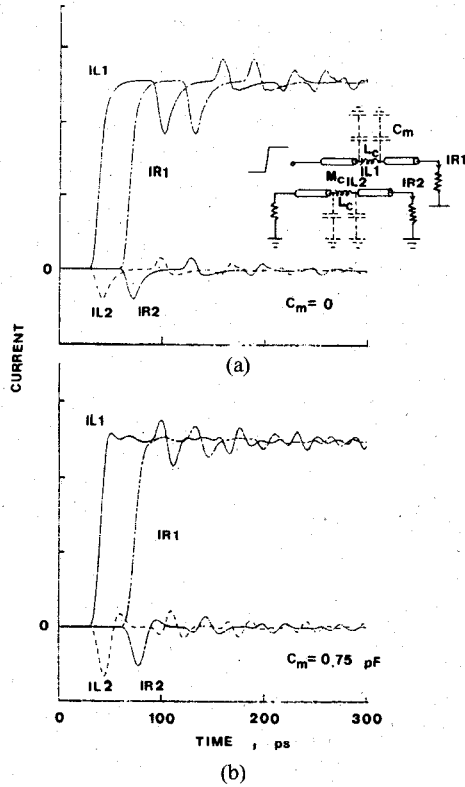 (a)
IL1
Cm
Lc
IR1
IL1
Mc IL2
IR2
Lc
IR1
0
IL2
IR2
Cm = 0
(a)
CURRENT
IL1
IR1
0
IL2
IR2
Cm = 0.75 pF
0
100
200
300
TIME , ps
(b)